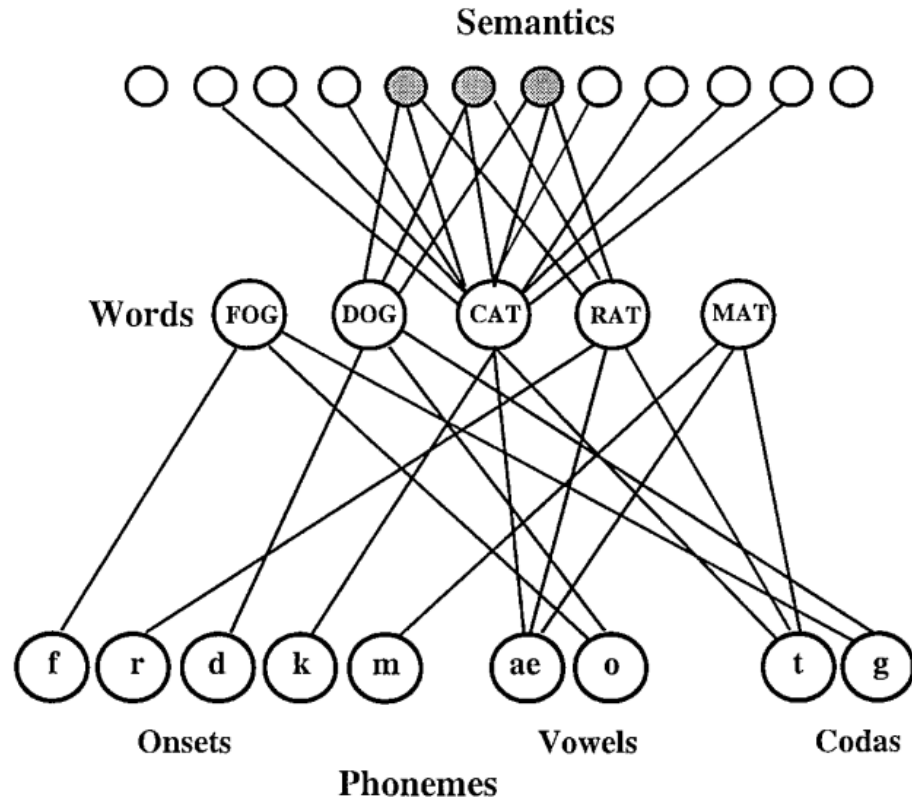 Semantics
Words FOG DOG CAT RAT MAT
f r d k m ae o t g
Onsets Vowels Codas
Phonemes